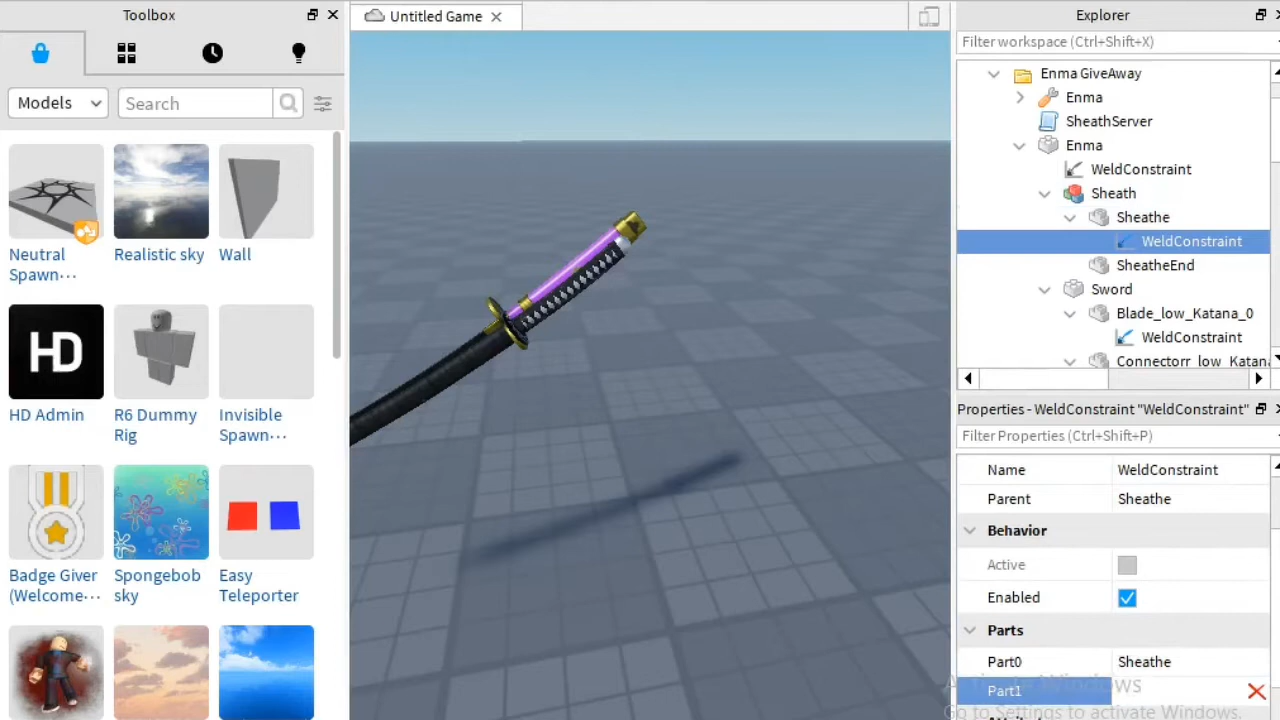 Toolbox
Models
Search
Neutral
Spawn···
Realistic sky
Wall
HD
HD Admin
R6 Dummy
Rig
Invisible
Spawn···
Badge Giver
(Welcome···
Spongebob
sky
Easy
Teleporter
Untitled Game
Explorer
Filter workspace (Ctrl+Shift+X)
Enma GiveAway
Enma
SheathServer
Enma
WeldConstraint
Sheath
Sheathe
WeldConstraint
SheatheEnd
Sword
Blade_low_Katana_0
WeldConstraint
Connectorr_low_Katana
Properties - WeldConstraint "WeldConstraint"
Filter Properties (Ctrl+Shift+P)
Name WeldConstraint
Parent Sheathe
Behavior
Active
Enabled
Parts
Part0 Sheathe
Part1
Activate Windows
Go to Settings to activate Windows.